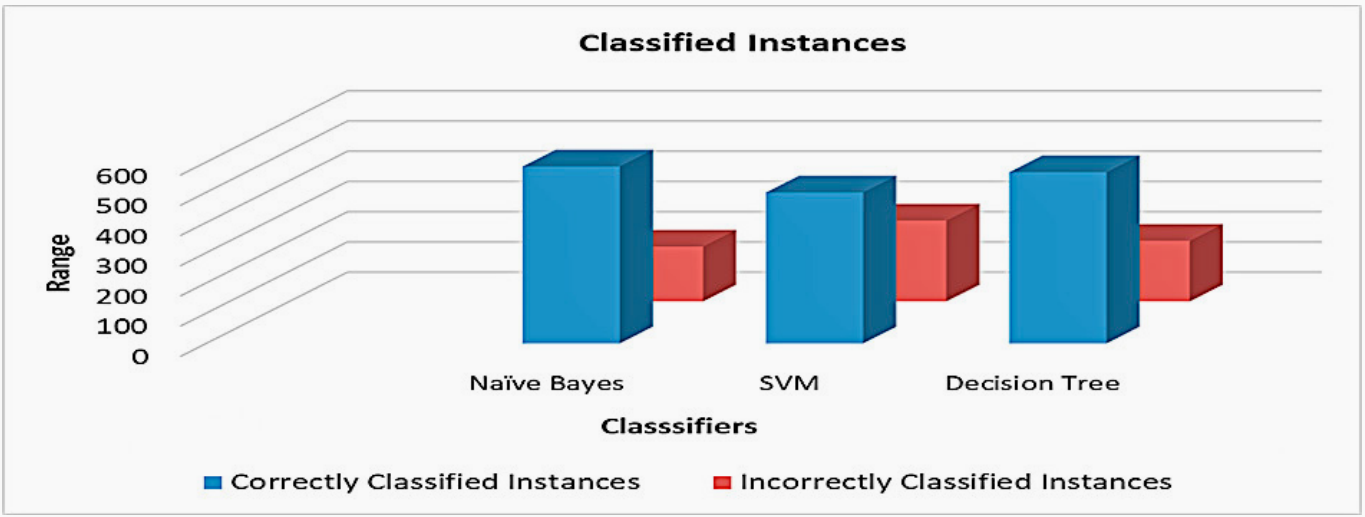 Classified Instances
600
500
400
300
200
100
0
Range
Naïve Bayes SVM Decision Tree
Classsifiers
Correctly Classified Instances Incorrectly Classified Instances